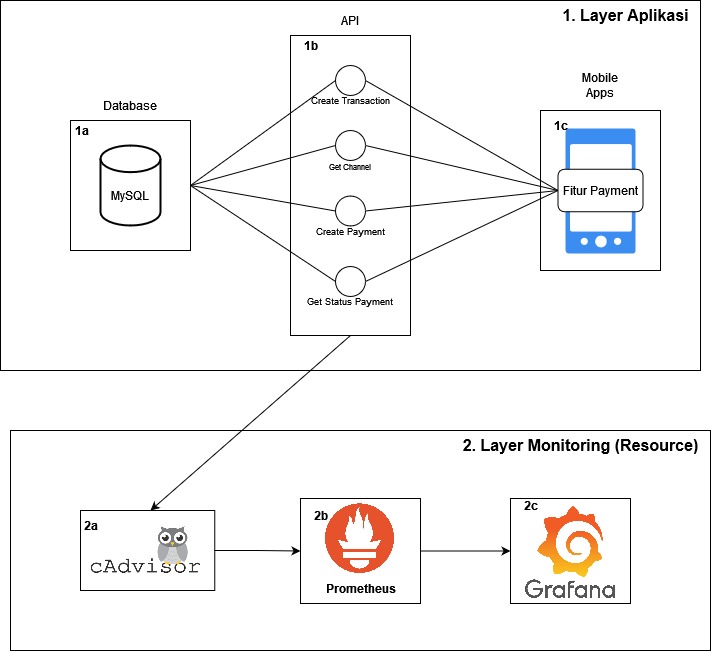 1. Layer Aplikasi
API
1b
Create Transaction
Get Channel
Create Payment
Get Status Payment
Database
1a
MySQL
Mobile
Apps
1c
Fitur Payment
2. Layer Monitoring (Resource)
2a
cAdvisor
2b
Prometheus
2c
Grafana